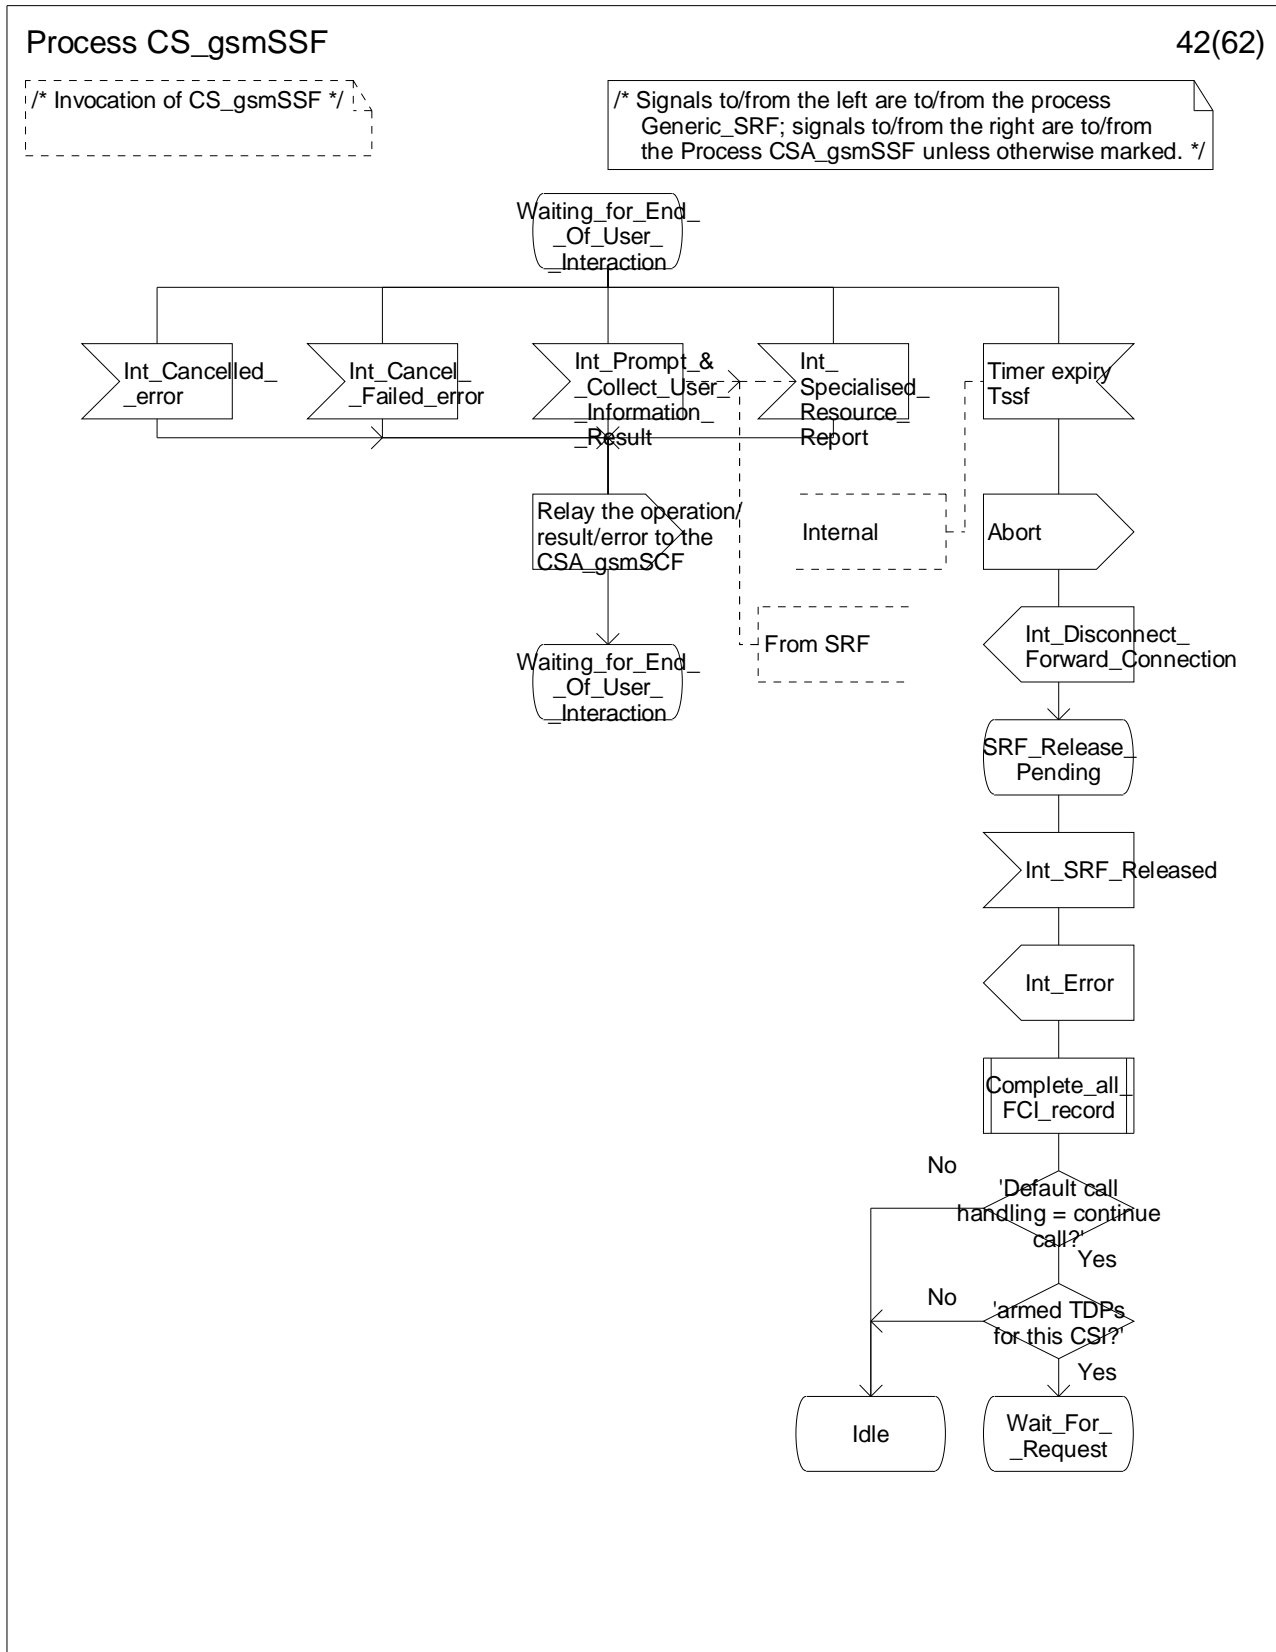 Process CS_gsmSSF
42(62)
/* Invocation of CS_gsmSSF */
/* Signals to/from the left are to/from the process
Generic_SRF; signals to/from the right are to/from
the Process CSA_gsmSSF unless otherwise marked. */
Waiting_for_End_
_Of_User_
_Interaction
Int_Cancelled_
_error
Int_Cancel_
_Failed_error
Int_Prompt_&
_Collect_User_
_Information_
_Result
Int_
Specialised_
Resource_
Report
Timer expiry
Tssf
Relay the operation/
result/error to the
CSA_gsmSCF
Internal
Abort
From SRF
Int_Disconnect_
Forward_Connection
Waiting_for_End_
_Of_User_
_Interaction
SRF_Release_
Pending
Int_SRF_Released
Int_Error
Complete_all_
FCI_record
No
'Default call
handling = continue
call?'
Yes
No
'armed TDPs
for this CSI?'
Yes
Idle
Wait_For_
_Request